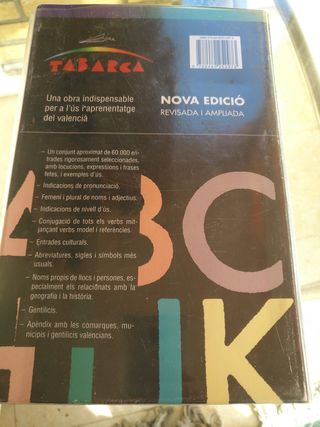 TABARCA
Una obra indispensable
per a l'ús i l'aprenentatge
del valencià
NOVA EDICIÓ
REVISADA I AMPLIADA
– Un conjunt aproximat de 60.000 en-
trades rigorosament seleccionades,
amb locucions, expressions i frases
fetes, i exemples d'ús.
– Indicacions de pronunciació.
– Femení i plural de noms i adjectius.
– Indicacions de nivell d'ús.
– Conjugació de tots els verbs mit-
jançant verbs model i referències.
– Entrades culturals.
– Abreviatures, sigles i símbols més
usuals.
– Noms propis de llocs i persones, es-
pecialment els relacionats amb la
geografia i la història.
– Gentilicis.
– Apèndix amb les comarques, mu-
nicipis i gentilicis valencians.
ABC
K